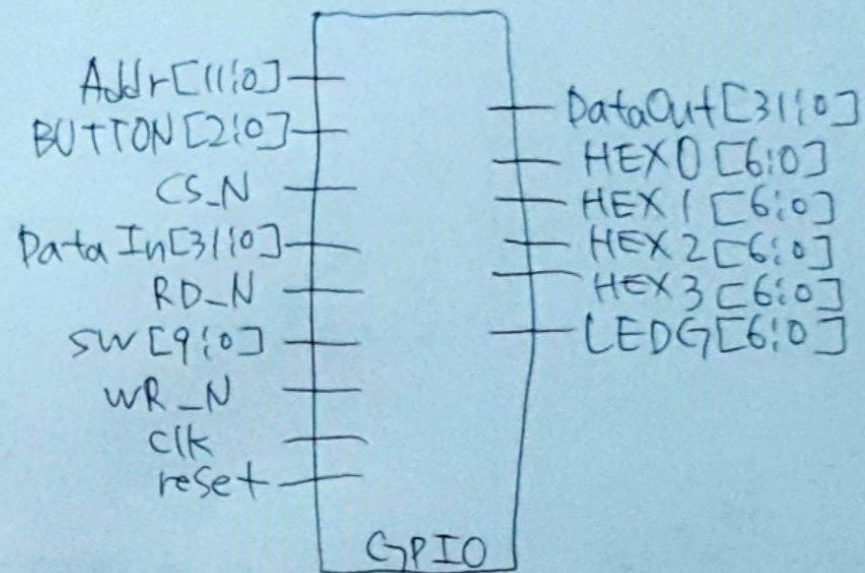 Addr[11:0]
BUTTON[2:0]
CS_N
DataIn[31:0]
RD_N
SW[9:0]
WR_N
clk
reset
DataOut[31:0]
HEX0[6:0]
HEX1[6:0]
HEX2[6:0]
HEX3[6:0]
LEDG[6:0]
GPIO